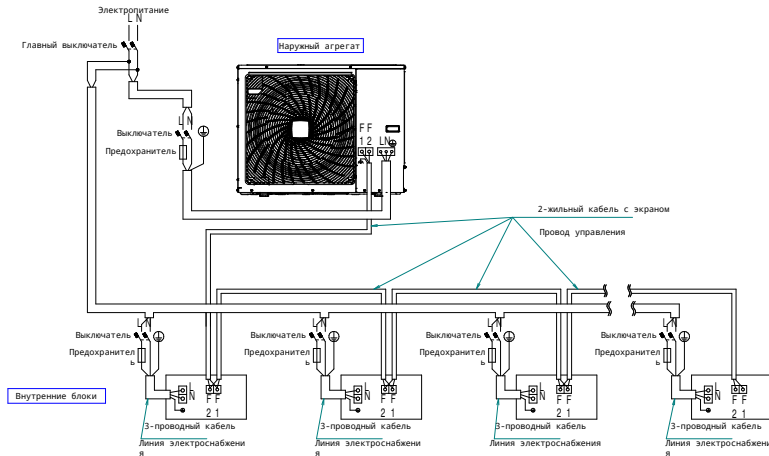 Электропитание
L N
Главный выключатель
Наружный агрегат
L N
Выключатель
Предохранитель
F F
1 2 LN
2-жильный кабель с экраном
Провод управления
L N
L N
L N
L N
Выключатель
Выключатель
Выключатель
Выключатель
Предохранител
ь
Предохранител
ь
Предохранител
ь
Предохранител
ь
Внутренние блоки
L
N
F F
2 1
L
N
F F
2 1
L
N
F F
2 1
L
N
F F
2 1
3-проводный кабель
3-проводный кабель
3-проводный кабель
3-проводный кабель
Линия электроснабжени
я
Линия электроснабжени
я
Линия электроснабжения
Линия электроснабжени
я